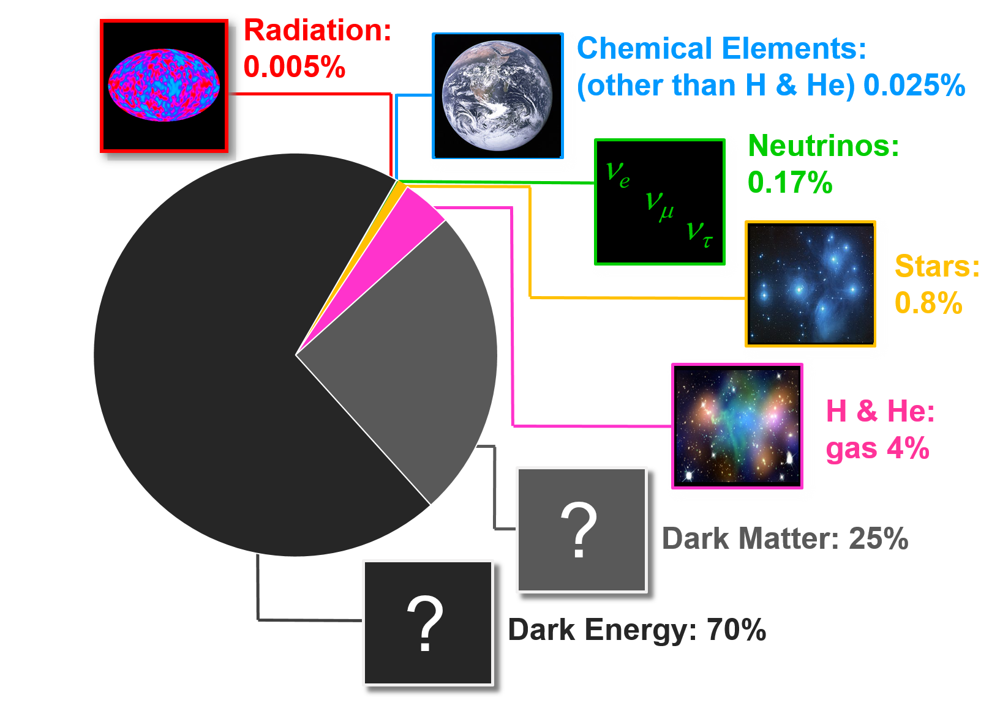 Radiation:
0.005%
Chemical Elements:
(other than H & He) 0.025%
Neutrinos:
0.17%
νe
νμ
ντ
Stars:
0.8%
H & He:
gas 4%
?
Dark Matter: 25%
?
Dark Energy: 70%